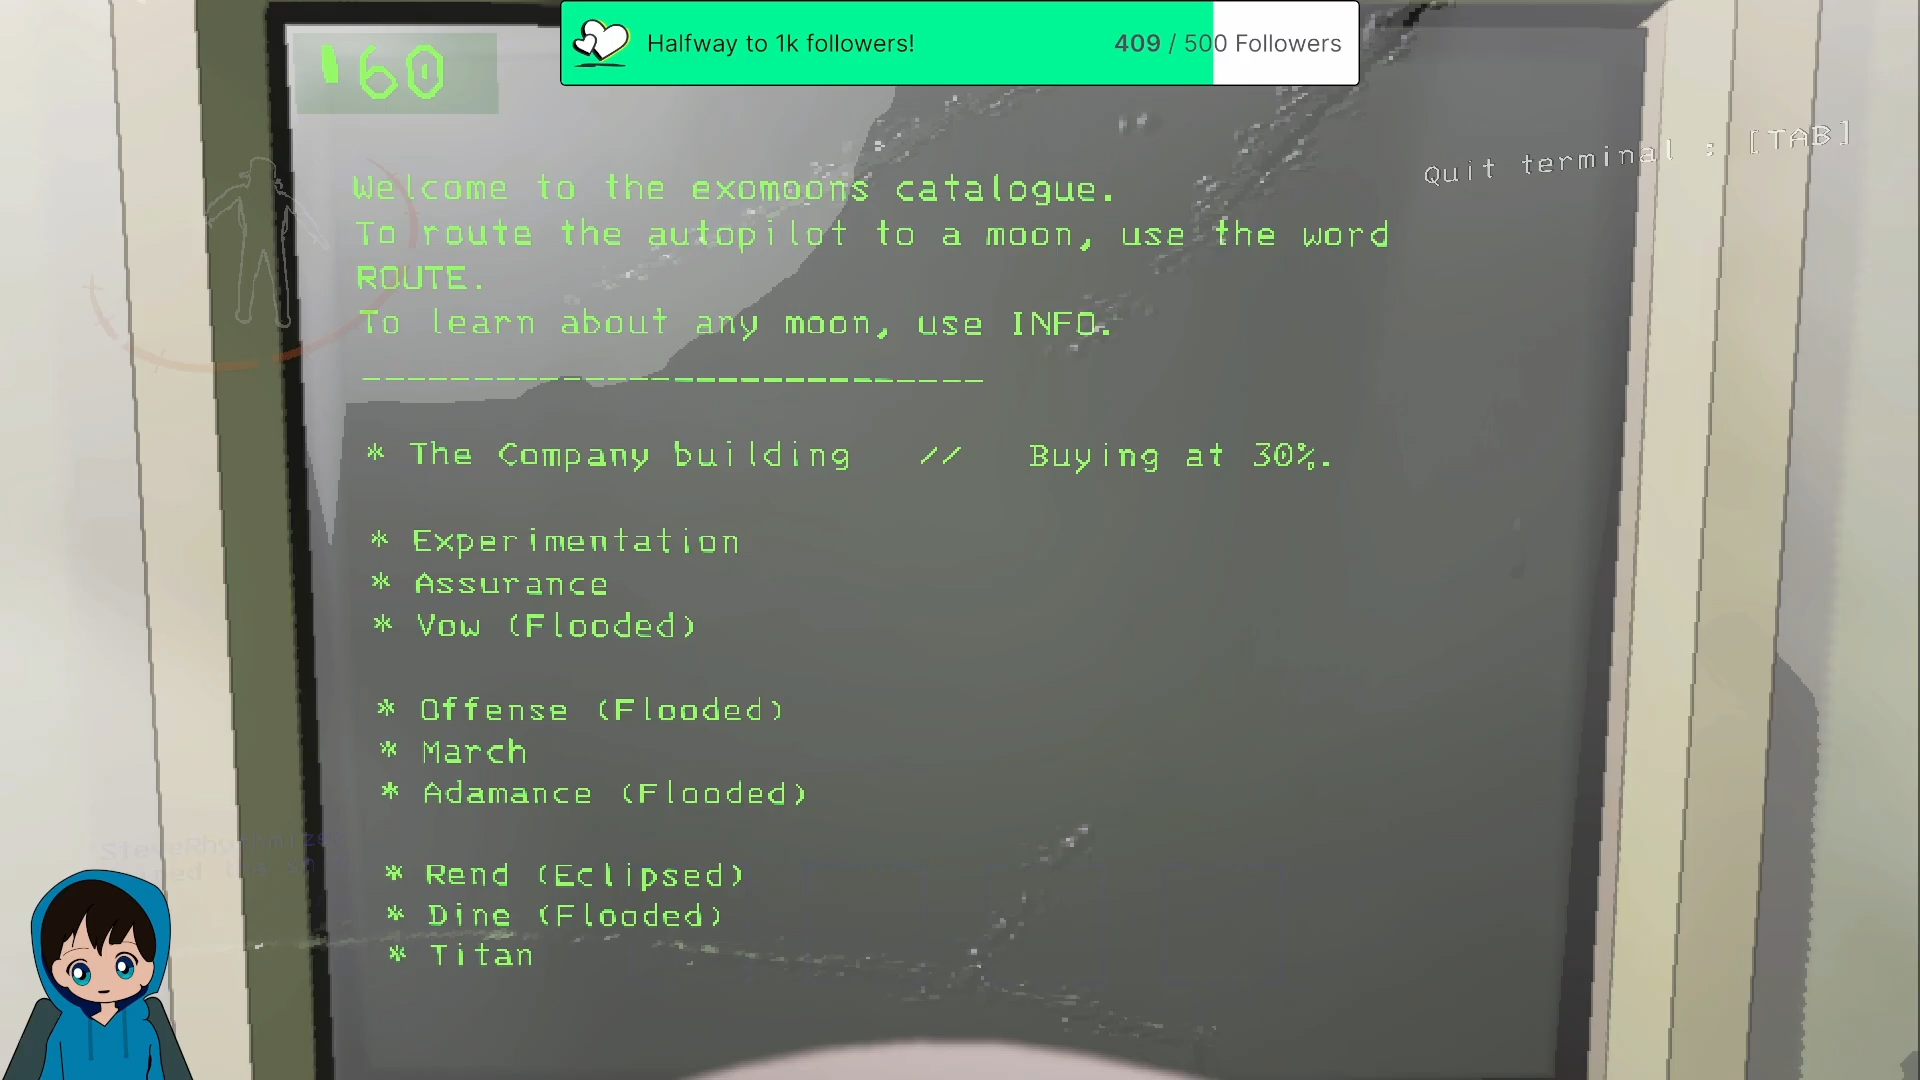 Halfway to 1k followers!
409 / 500 Followers
60
Quit terminal : [TAB]
Welcome to the exomoons catalogue.
To route the autopilot to a moon, use the word
ROUTE.
To learn about any moon, use INFO.
----------------------------
* The Company building // Buying at 30%.
* Experimentation
* Assurance
* Vow (Flooded)
* Offense (Flooded)
* March
* Adamance (Flooded)
* Rend (Eclipsed)
* Dine (Flooded)
* Titan